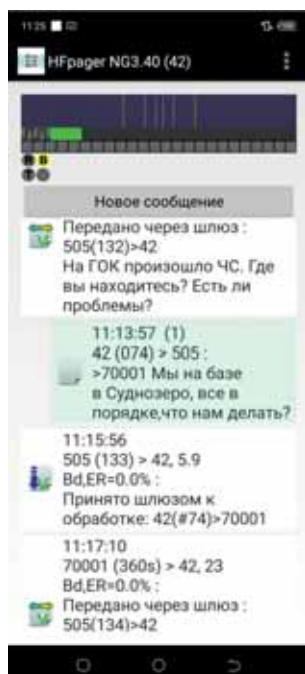 11:25
HFpager NG3.40 (42)
R B
T
Новое сообщение
Передано через шлюз :
505(132)>42
На ГОК произошло ЧС. Где
вы находитесь? Есть ли
проблемы?
11:13:57 (1)
42 (074) > 505 :
>70001 Мы на базе
в Суднозеро, все в
порядке,что нам делать?
11:15:56
505 (133) > 42, 5.9
Bd,ER=0.0% :
Принято шлюзом к
обработке: 42(#74)>70001
11:17:10
70001 (360s) > 42, 23
Bd,ER=0.0% :
Передано через шлюз :
505(134)>42